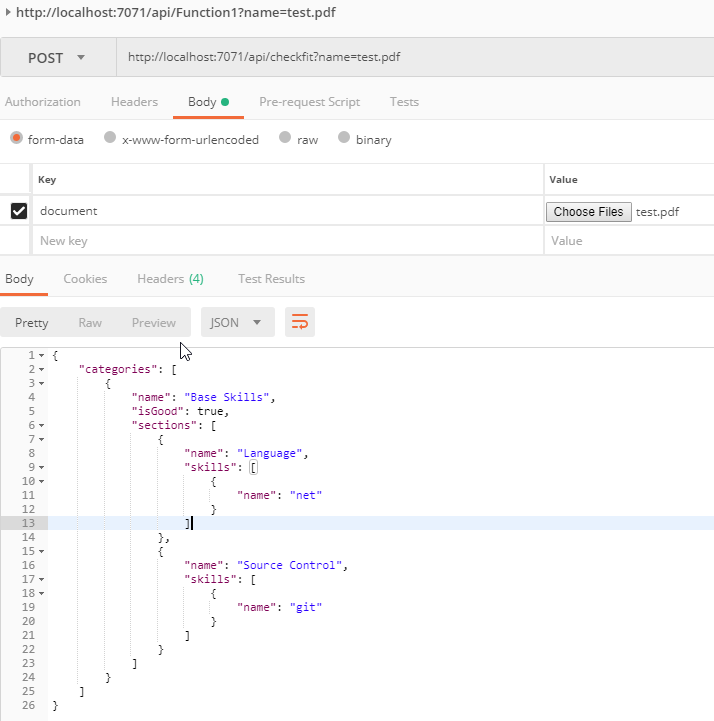 http://localhost:7071/api/Function1?name=test.pdf
POST http://localhost:7071/api/checkfit?name=test.pdf
Authorization Headers Body Pre-request Script Tests
form-data x-www-form-urlencoded raw binary
Key Value
document Choose Files test.pdf
New key Value
Body Cookies Headers (4) Test Results
Pretty Raw Preview JSON
1 {
2 "categories": [
3 {
4 "name": "Base Skills",
5 "isGood": true,
6 "sections": [
7 {
8 "name": "Language",
9 "skills": [
10 {
11 "name": "net"
12 }
13 ]
14 },
15 {
16 "name": "Source Control",
17 "skills": [
18 {
19 "name": "git"
20 }
21 ]
22 }
23 ]
24 }
25 ]
26 }